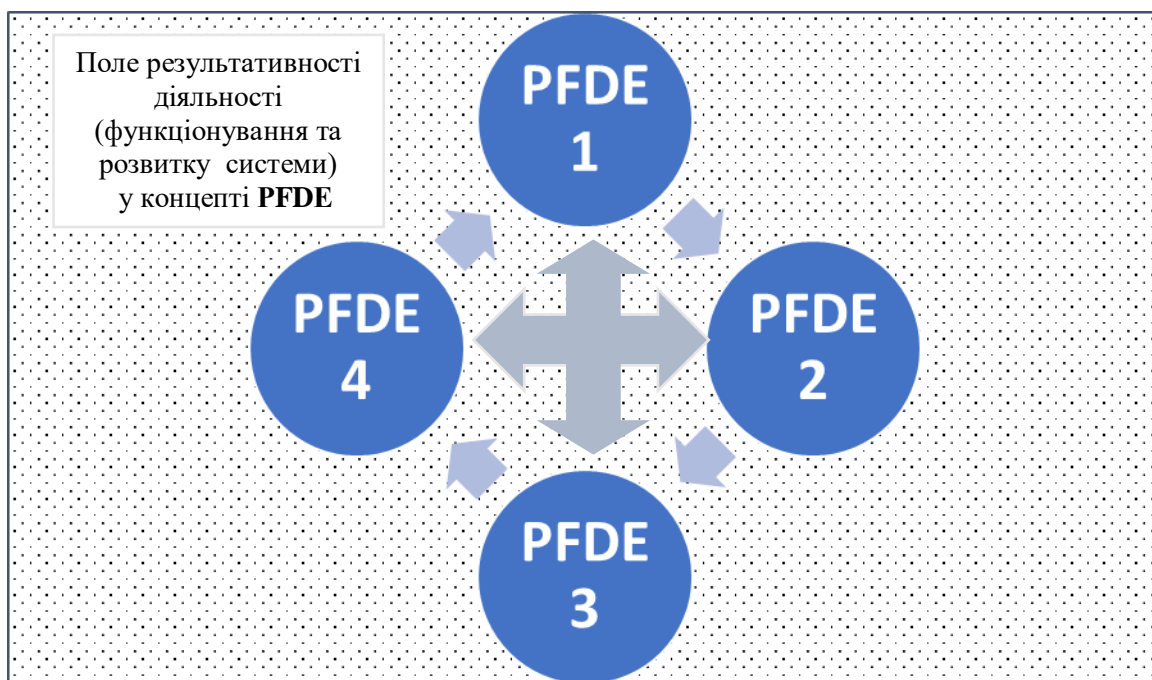 Поле результативності
діяльності
(функціонування та
розвитку системи)
у концепті PFDE
PFDE
1
PFDE
4
PFDE
2
PFDE
3